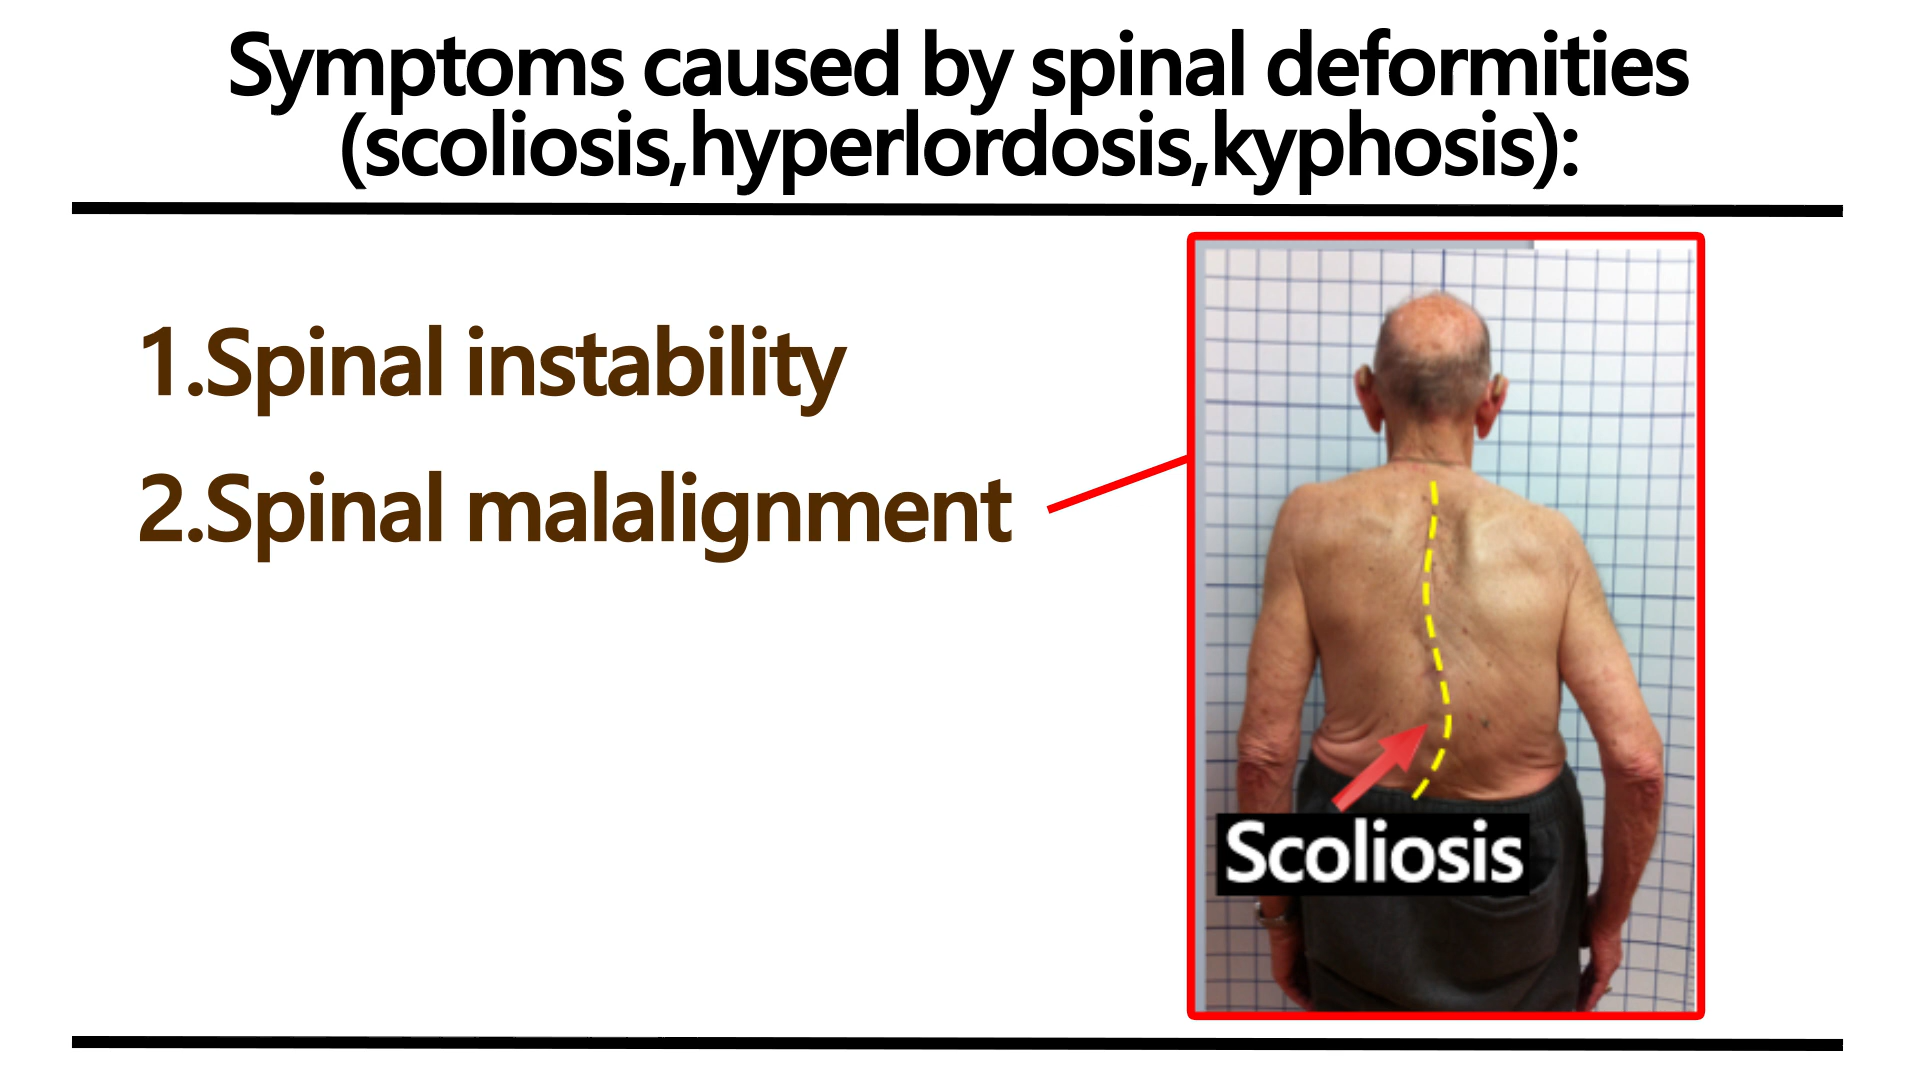 Symptoms caused by spinal deformities
(scoliosis,hyperlordosis,kyphosis):
1.Spinal instability
2.Spinal malalignment
Scoliosis